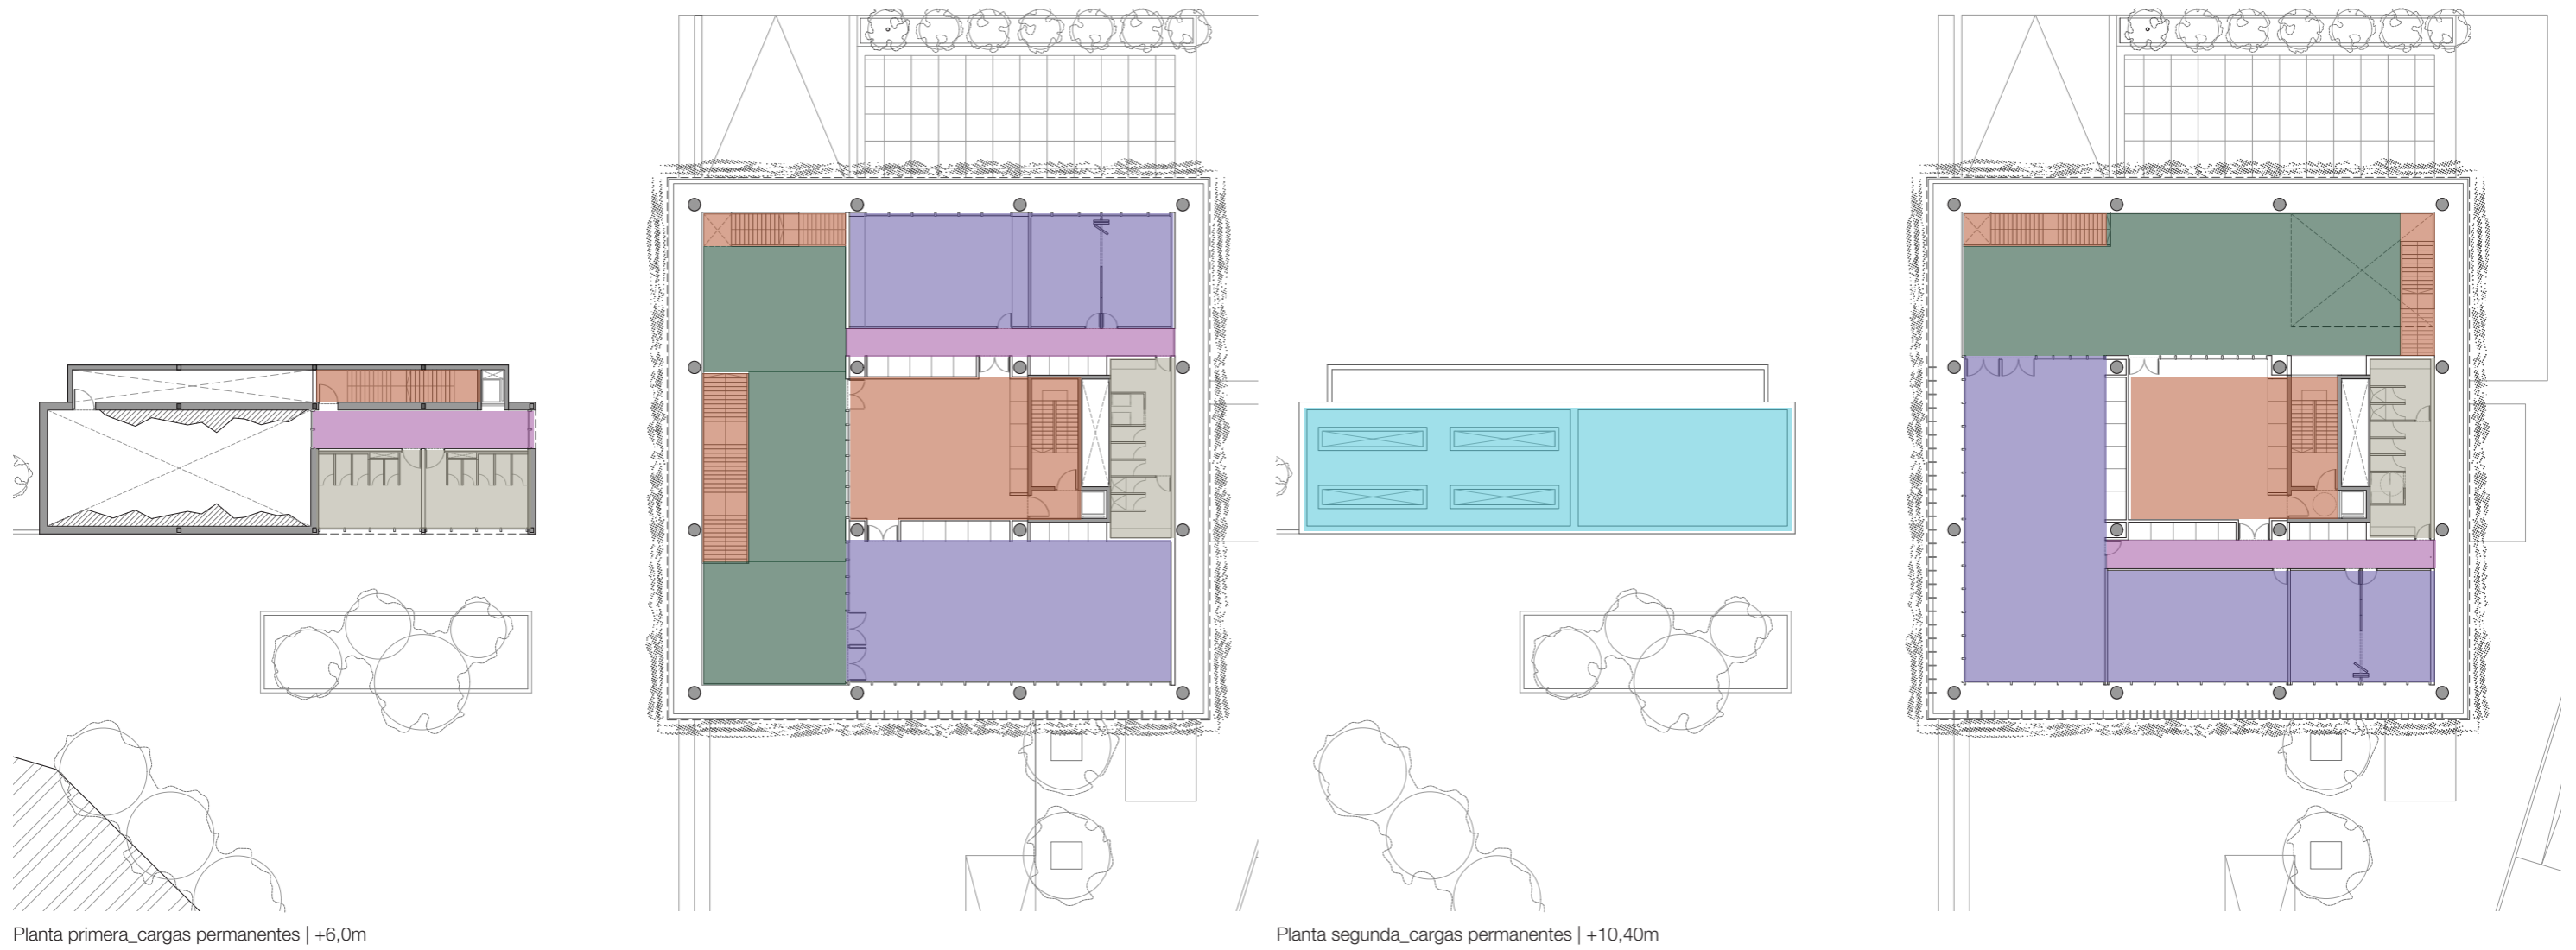 Planta primera_cargas permanentes | +6,0m
Planta segunda_cargas permanentes | +10,40m